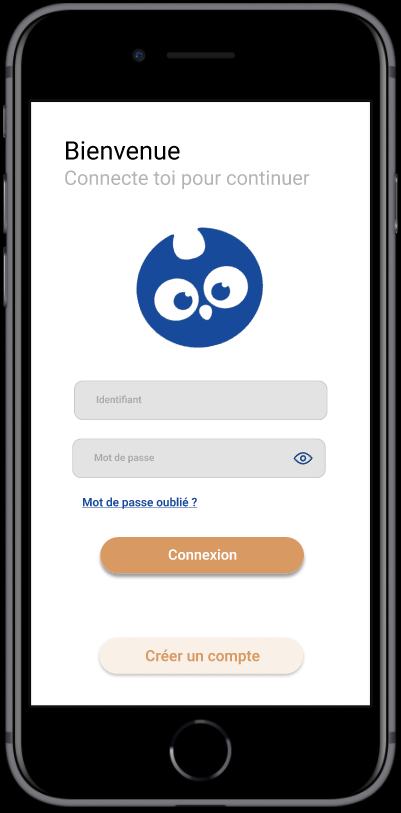 Bienvenue
Connecte toi pour continuer
Identifiant
Mot de passe
Mot de passe oublié ?
Connexion
Créer un compte